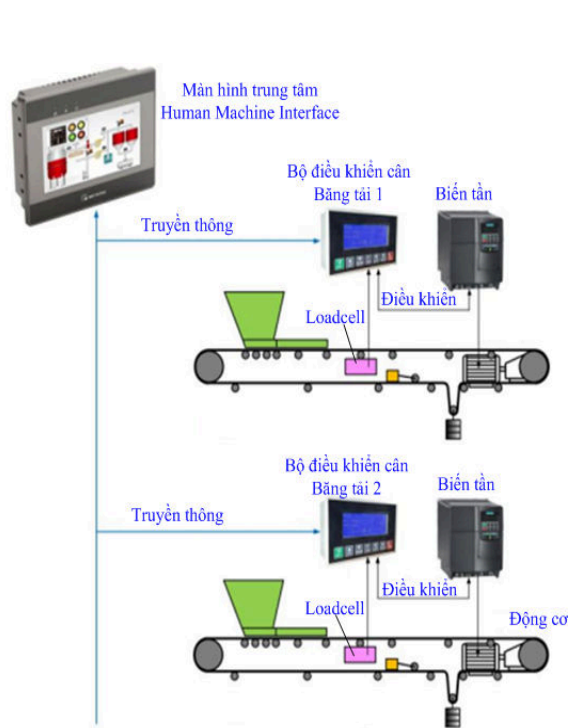 Màn hình trung tâm
Human Machine Interface
Bộ điều khiển cân
Băng tải 1
Biến tần
Truyền thông
Điều khiển
Loadcell
Bộ điều khiển cân
Băng tải 2
Biến tần
Truyền thông
Điều khiển
Loadcell
Động cơ